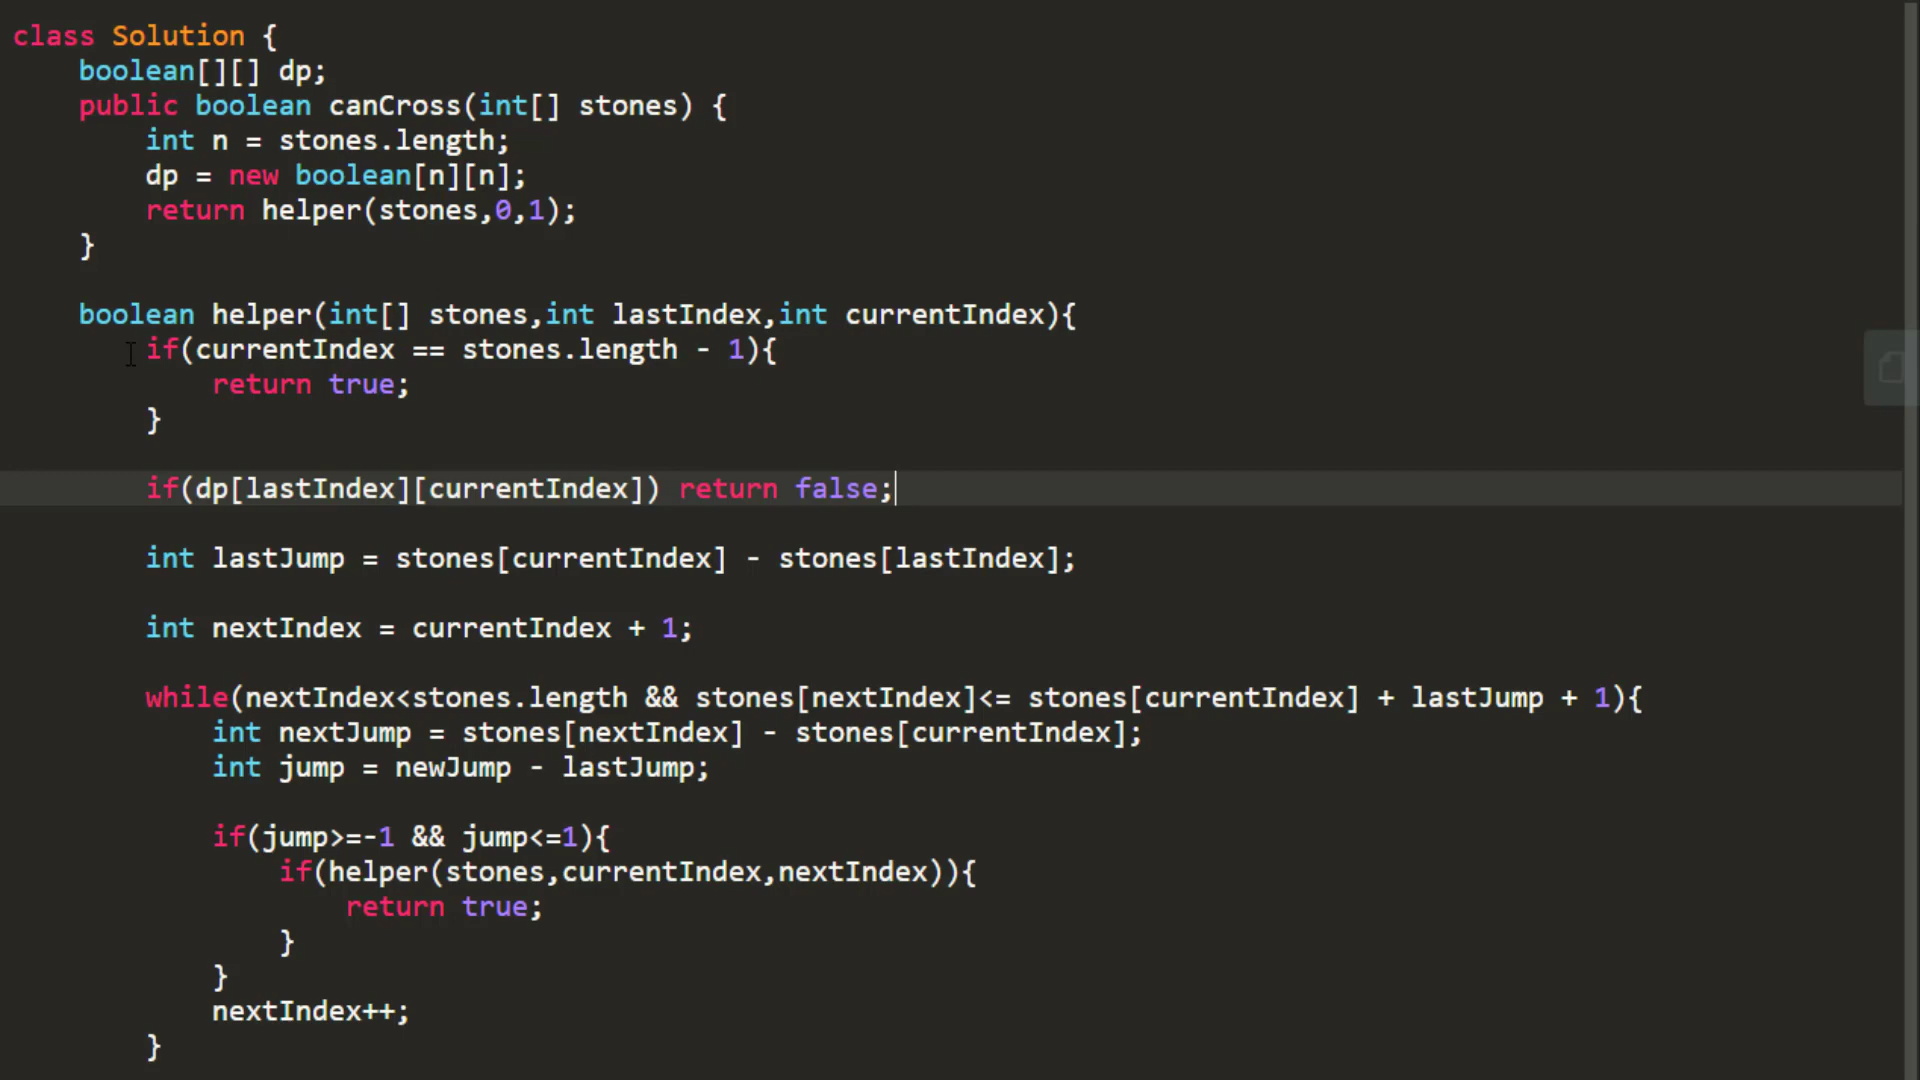 class Solution {
    boolean[][] dp;
    public boolean canCross(int[] stones) {
        int n = stones.length;
        dp = new boolean[n][n];
        return helper(stones,0,1);
    }
    boolean helper(int[] stones,int lastIndex,int currentIndex){
        if(currentIndex == stones.length - 1){
            return true;
        }
        if(dp[lastIndex][currentIndex]) return false;
        int lastJump = stones[currentIndex] - stones[lastIndex];
        int nextIndex = currentIndex + 1;
        while(nextIndex<stones.length && stones[nextIndex]<= stones[currentIndex] + lastJump + 1){
            int nextJump = stones[nextIndex] - stones[currentIndex];
            int jump = newJump - lastJump;
            if(jump>=-1 && jump<=1){
                if(helper(stones,currentIndex,nextIndex)){
                    return true;
                }
            }
            nextIndex++;
        }